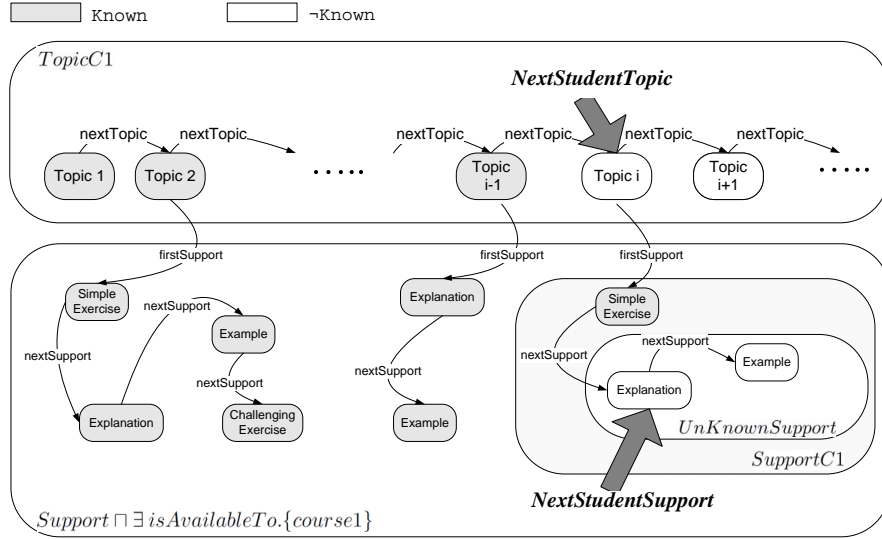 Known
¬Known
TopicC1
NextStudentTopic
nextTopic
nextTopic
nextTopic
nextTopic
nextTopic
nextTopic
Topic 1
Topic 2
. . . . .
Topic
i-1
Topic i
Topic
i+1
. . . . .
firstSupport
firstSupport
firstSupport
Simple
Exercise
nextSupport
Example
nextSupport
nextSupport
Explanation
Challenging
Exercise
Explanation
nextSupport
Example
Simple
Exercise
nextSupport
nextSupport
Example
Explanation
UnKnownSupport
SupportC1
NextStudentSupport
Support ⊓ ∃ isAvailableTo.{course1}